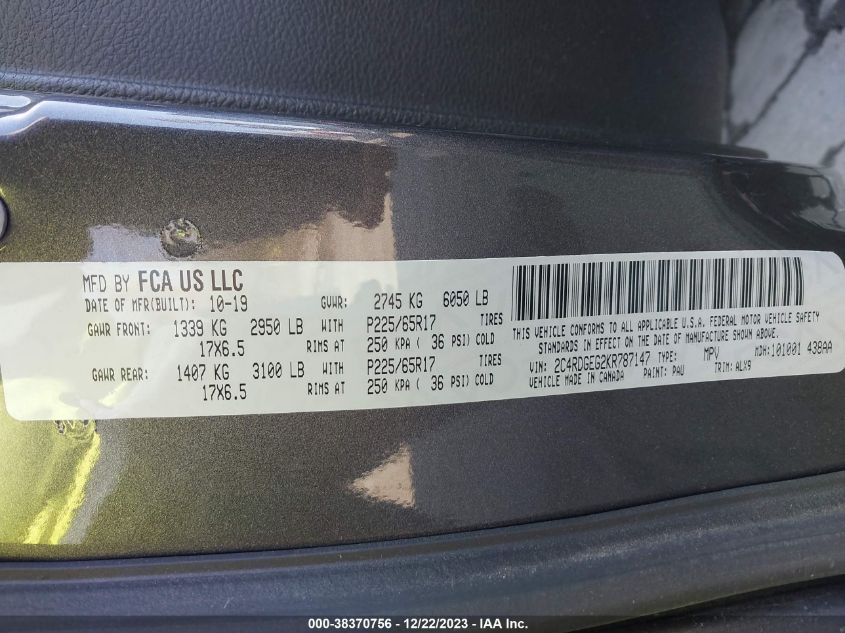 MFD BY FCA US LLC
DATE OF MFR(BUILT): 10-19 GVWR: 2745 KG 6050 LB
GAWR FRONT: 1339 KG 2950 LB WITH P225/65R17 TIRES
17X6.5 RIMS AT 250 KPA ( 36 PSI) COLD
GAWR REAR: 1407 KG 3100 LB WITH P225/65R17 TIRES
17X6.5 RIMS AT 250 KPA ( 36 PSI) COLD
THIS VEHICLE CONFORMS TO ALL APPLICABLE U.S.A. FEDERAL MOTOR VEHICLE SAFETY
STANDARDS IN EFFECT ON THE DATE OF MANUFACTURE SHOWN ABOVE.
VIN: 2C4RDGEG2KR787147 TYPE: MPV MDH:101001 438AA
VEHICLE MADE IN CANADA PAINT: PAU TRIM: ALX9
000-38370756 - 12/22/2023 - IAA Inc.